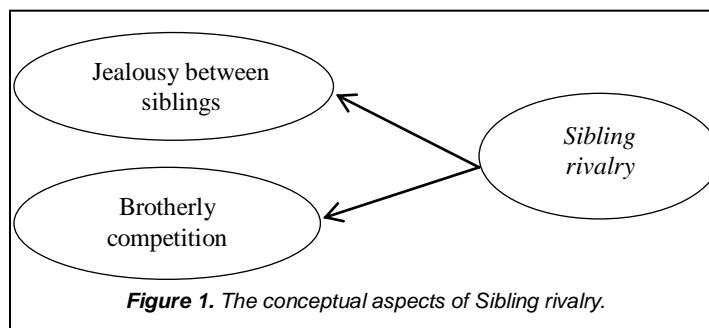 Jealousy between
siblings
Sibling
rivalry
Brotherly
competition
Figure 1. The conceptual aspects of Sibling rivalry.